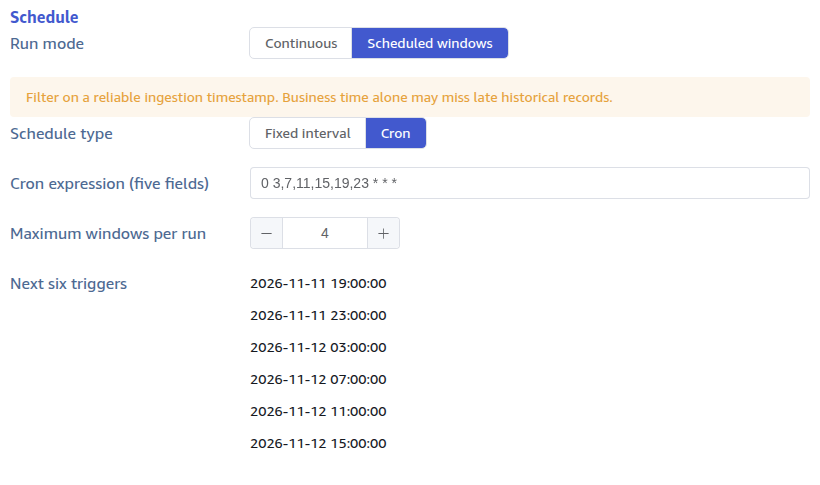 Schedule
Run mode
Continuous
Scheduled windows
Filter on a reliable ingestion timestamp. Business time alone may miss late historical records.
Schedule type
Fixed interval
Cron
Cron expression (five fields)
0 3,7,11,15,19,23 * * *
Maximum windows per run
− 4 +
Next six triggers
2026-11-11 19:00:00
2026-11-11 23:00:00
2026-11-12 03:00:00
2026-11-12 07:00:00
2026-11-12 11:00:00
2026-11-12 15:00:00